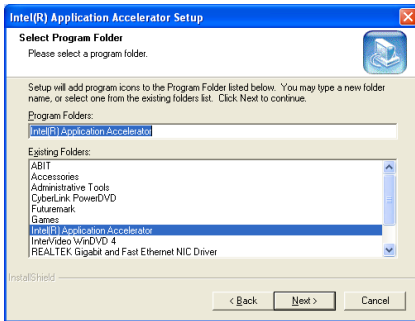 Intel(R) Application Accelerator Setup
Select Program Folder
Please select a program folder.
Setup will add program icons to the Program Folder listed below. You may type a new folder
name, or select one from the existing folders list. Click Next to continue.
Program Folders:
Intel(R) Application Accelerator
Existing Folders:
ABIT
Accessories
Administrative Tools
CyberLink PowerDVD
Futuremark
Games
Intel(R) Application Accelerator
InterVideo WinDVD 4
REALTEK Gigabit and Fast Ethernet NIC Driver
InstallShield
< Back Next > Cancel